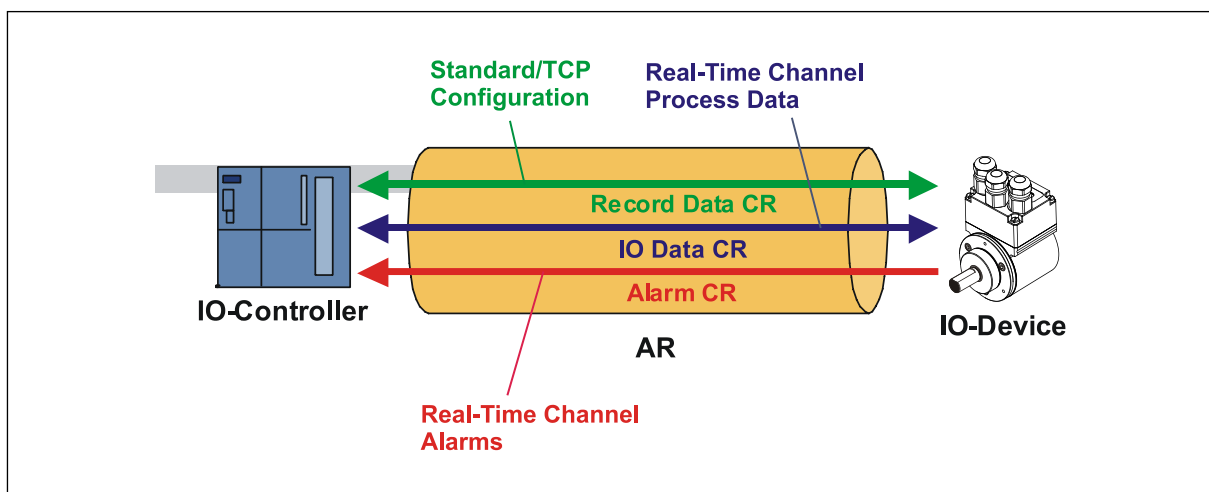 Standard/TCP
Configuration
Real-Time Channel
Process Data
Record Data CR
IO Data CR
Alarm CR
IO-Controller
IO-Device
AR
Real-Time Channel
Alarms